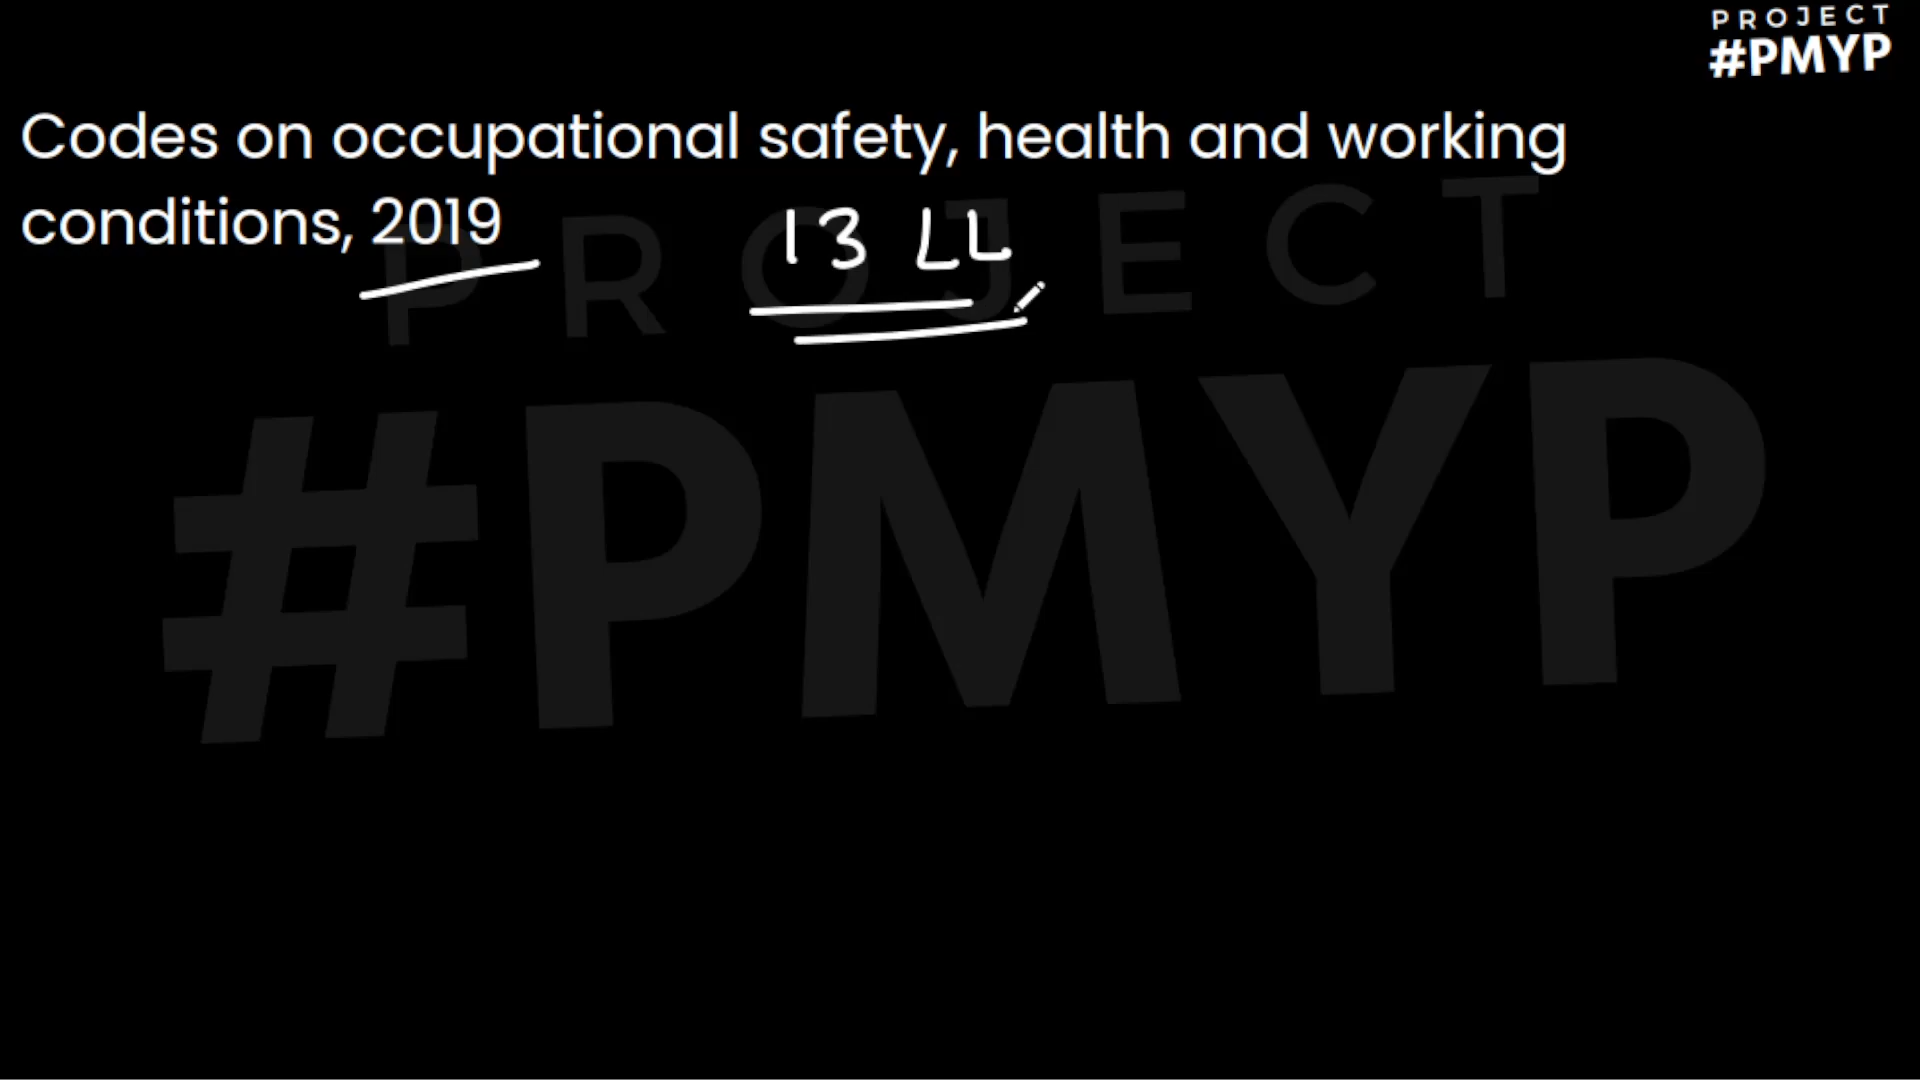 PROJECT
#PMYP
Codes on occupational safety, health and working
conditions, 2019
13 LL
PROJECT
#PMYP